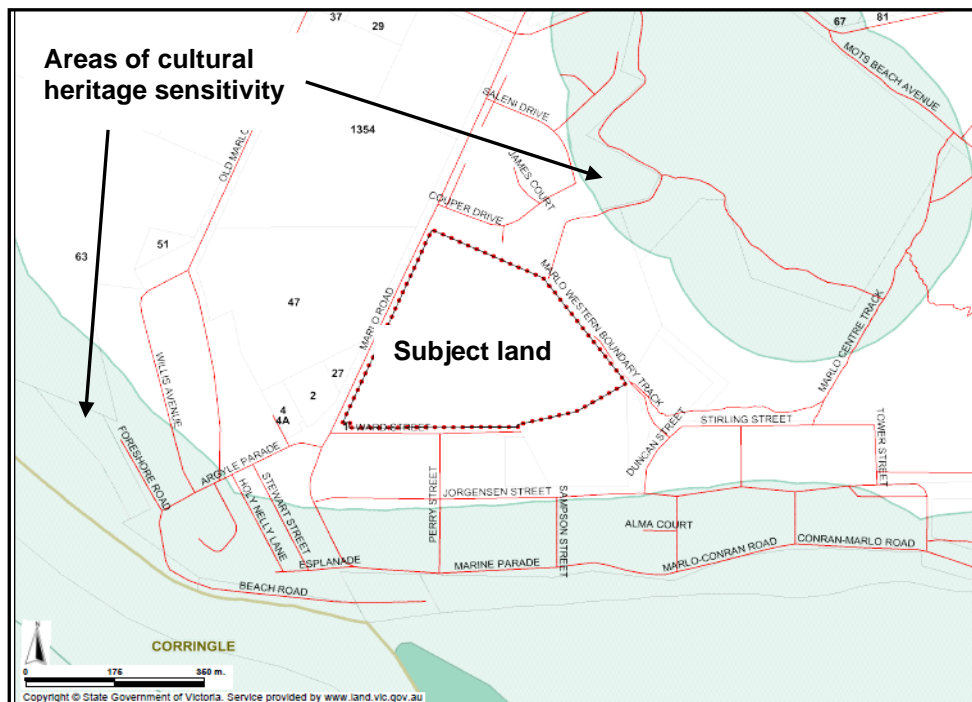 37
29
67
81
Areas of cultural
heritage sensitivity
MOTS BEACH AVENUE
SALENI DRIVE
1354
JAMES COURT
COUPER DRIVE
51
63
47
MARLO ROAD
MARLO WESTERN BOUNDARY TRACK
MARLO CENTRE TRACK
Subject land
27
2
4
4A
WARD STREET
WILLIS AVENUE
FORESHORE ROAD
ARGYLE PARADE
HOLY NELLY LANE
STEWART STREET
DUNCAN STREET
STIRLING STREET
TOWER STREET
PERRY STREET
JORGENSEN STREET
SAMPSON STREET
ALMA COURT
ESPLANADE
MARINE PARADE
MARLO-CONRAN ROAD
CONRAN-MARLO ROAD
BEACH ROAD
CORRINGLE
N
0 175 350 m.
Copyright © State Government of Victoria. Service provided by www.land.vic.gov.au